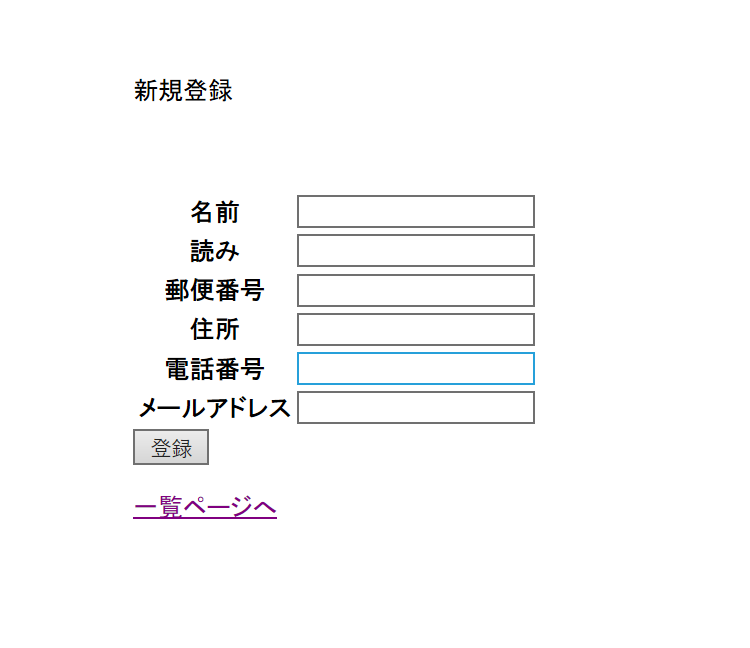 新規登録
名前
読み
郵便番号
住所
電話番号
メールアドレス
登録
一覧ページへ